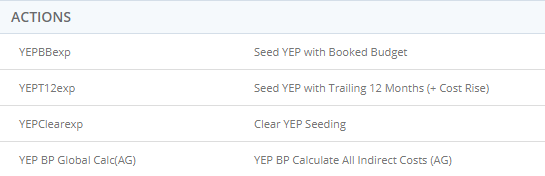 ACTIONS
YEPBBexp Seed YEP with Booked Budget
YEPT12exp Seed YEP with Trailing 12 Months (+ Cost Rise)
YEPClearexp Clear YEP Seeding
YEP BP Global Calc(AG) YEP BP Calculate All Indirect Costs (AG)